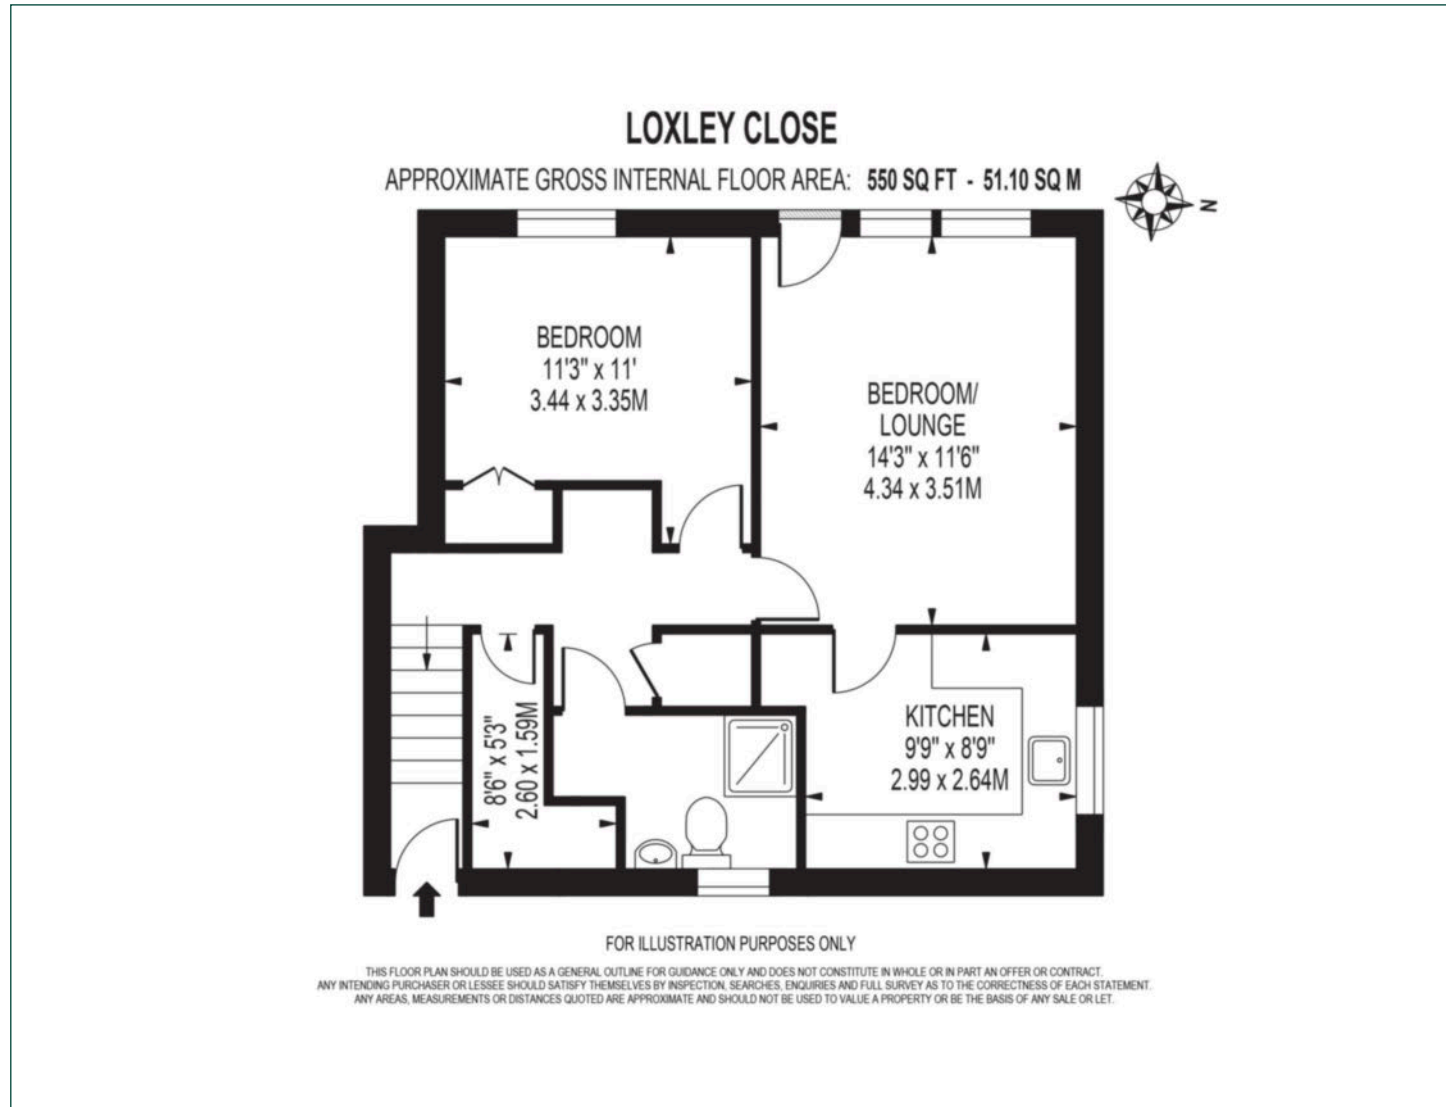 LOXLEY CLOSE
APPROXIMATE GROSS INTERNAL FLOOR AREA: 550 SQ FT - 51.10 SQ M
N
BEDROOM
11'3" x 11'
3.44 x 3.35M
BEDROOM/
LOUNGE
14'3" x 11'6"
4.34 x 3.51M
8'6" x 5'3"
2.60 x 1.59M
KITCHEN
9'9" x 8'9"
2.99 x 2.64M
FOR ILLUSTRATION PURPOSES ONLY
THIS FLOOR PLAN SHOULD BE USED AS A GENERAL OUTLINE FOR GUIDANCE ONLY AND DOES NOT CONSTITUTE IN WHOLE OR IN PART AN OFFER OR CONTRACT.
ANY INTENDING PURCHASER OR LESSEE SHOULD SATISFY THEMSELVES BY INSPECTION, SEARCHES, ENQUIRIES AND FULL SURVEY AS TO THE CORRECTNESS OF EACH STATEMENT.
ANY AREAS, MEASUREMENTS OR DISTANCES QUOTED ARE APPROXIMATE AND SHOULD NOT BE USED TO VALUE A PROPERTY OR BE THE BASIS OF ANY SALE OR LET.